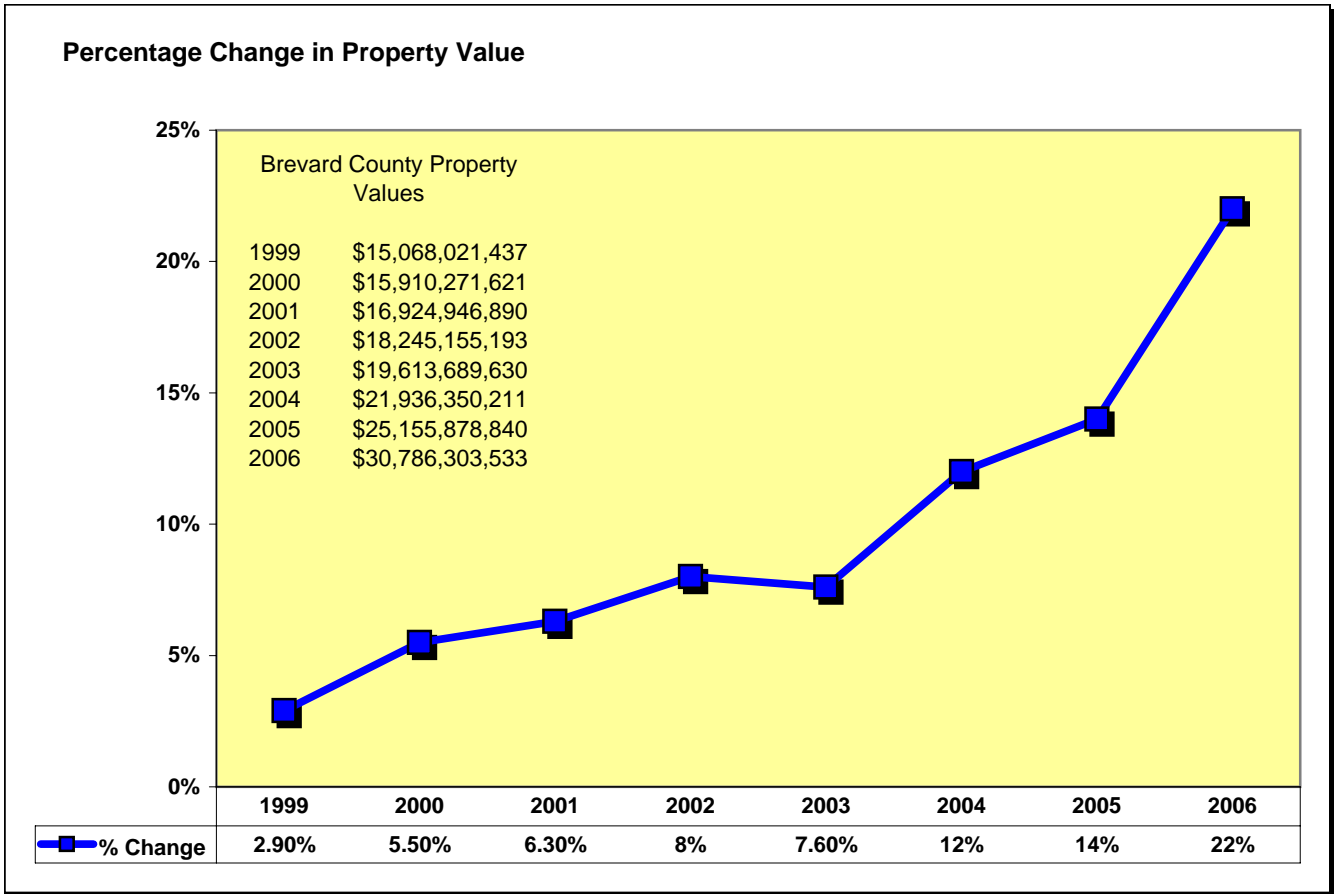 Percentage Change in Property Value
25%
20%
15%
10%
5%
0%
Brevard County Property
Values
1999 $15,068,021,437
2000 $15,910,271,621
2001 $16,924,946,890
2002 $18,245,155,193
2003 $19,613,689,630
2004 $21,936,350,211
2005 $25,155,878,840
2006 $30,786,303,533
1999 2000 2001 2002 2003 2004 2005 2006
% Change 2.90% 5.50% 6.30% 8% 7.60% 12% 14% 22%